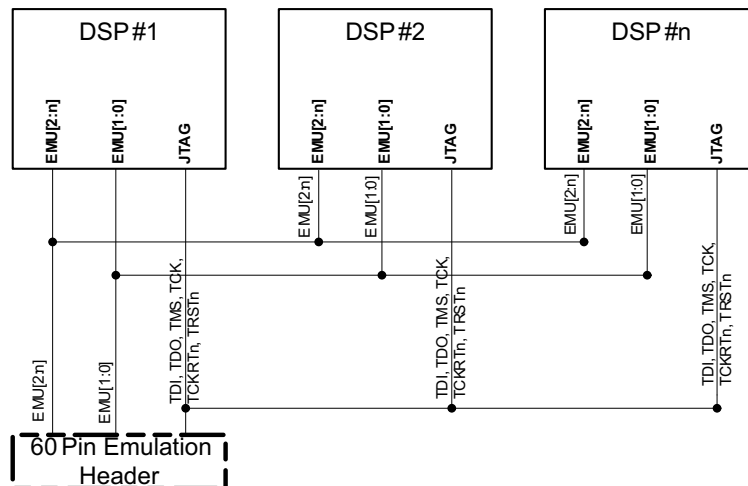 DSP #1
DSP #2
DSP #n
EMU[2:n]
EMU[1:0]
JTAG
EMU[2:n]
EMU[1:0]
JTAG
EMU[2:n]
EMU[1:0]
JTAG
EMU[2:n]
EMU[1:0]
EMU[2:n]
EMU[1:0]
TDI, TDO, TMS, TCK,
TCKRTn, TRSTn
TDI, TDO, TMS, TCK,
TCKRTn, TRSTn
TDI, TDO, TMS, TCK,
TCKRTn, TRSTn
EMU[2:n]
EMU[1:0]
60 Pin Emulation
Header